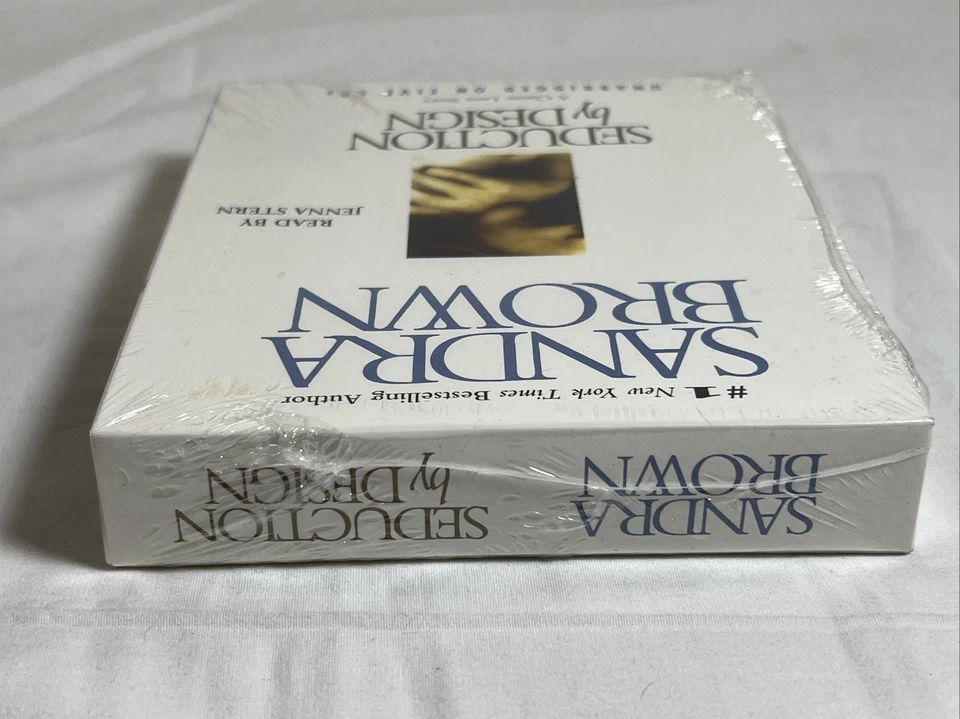 #1 New York Times Bestselling Author
SANDRA
BROWN
READ BY
JENNA STERN
SEDUCTION
by DESIGN
A Classic Love Story
UNABRIDGED ON FIVE CDs
SANDRA
BROWN
SEDUCTION
by DESIGN